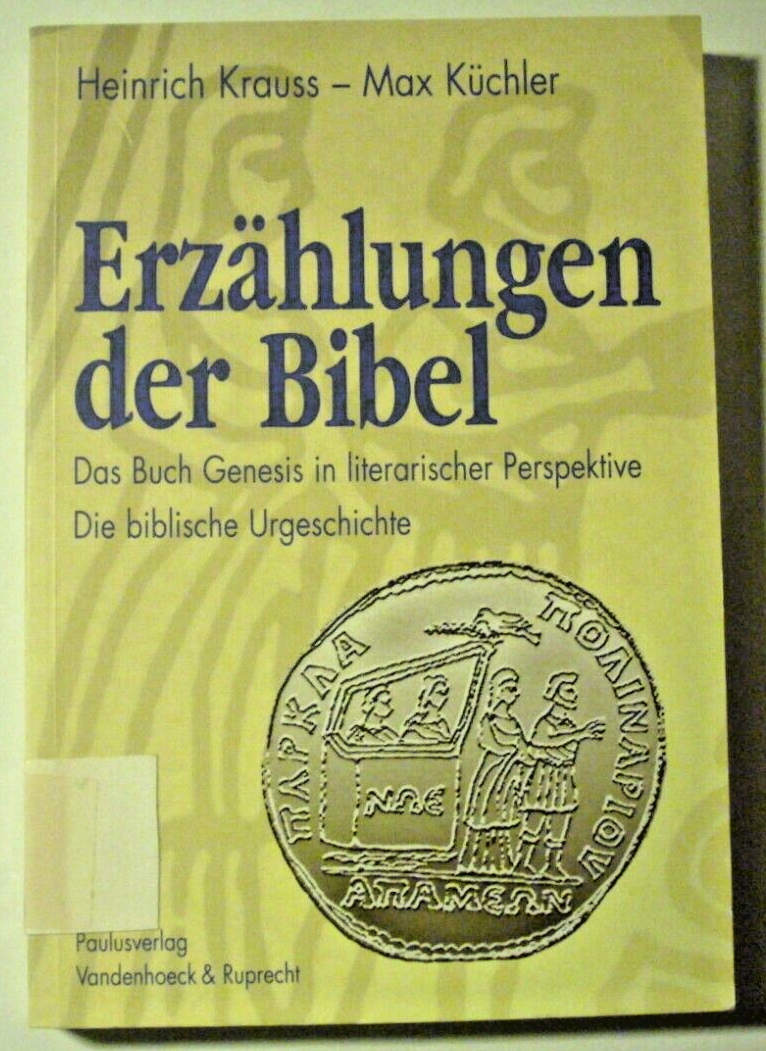 Heinrich Krauss – Max Küchler
Erzählungen
der Bibel
Das Buch Genesis in literarischer Perspektive
Die biblische Urgeschichte
ΠΑΡΚΛΑ
ΠΟΛΙΝΑΡΙΟΥ
ΝΩΕ
ΑΠΑΜΕΩΝ
Paulusverlag
Vandenhoeck & Ruprecht